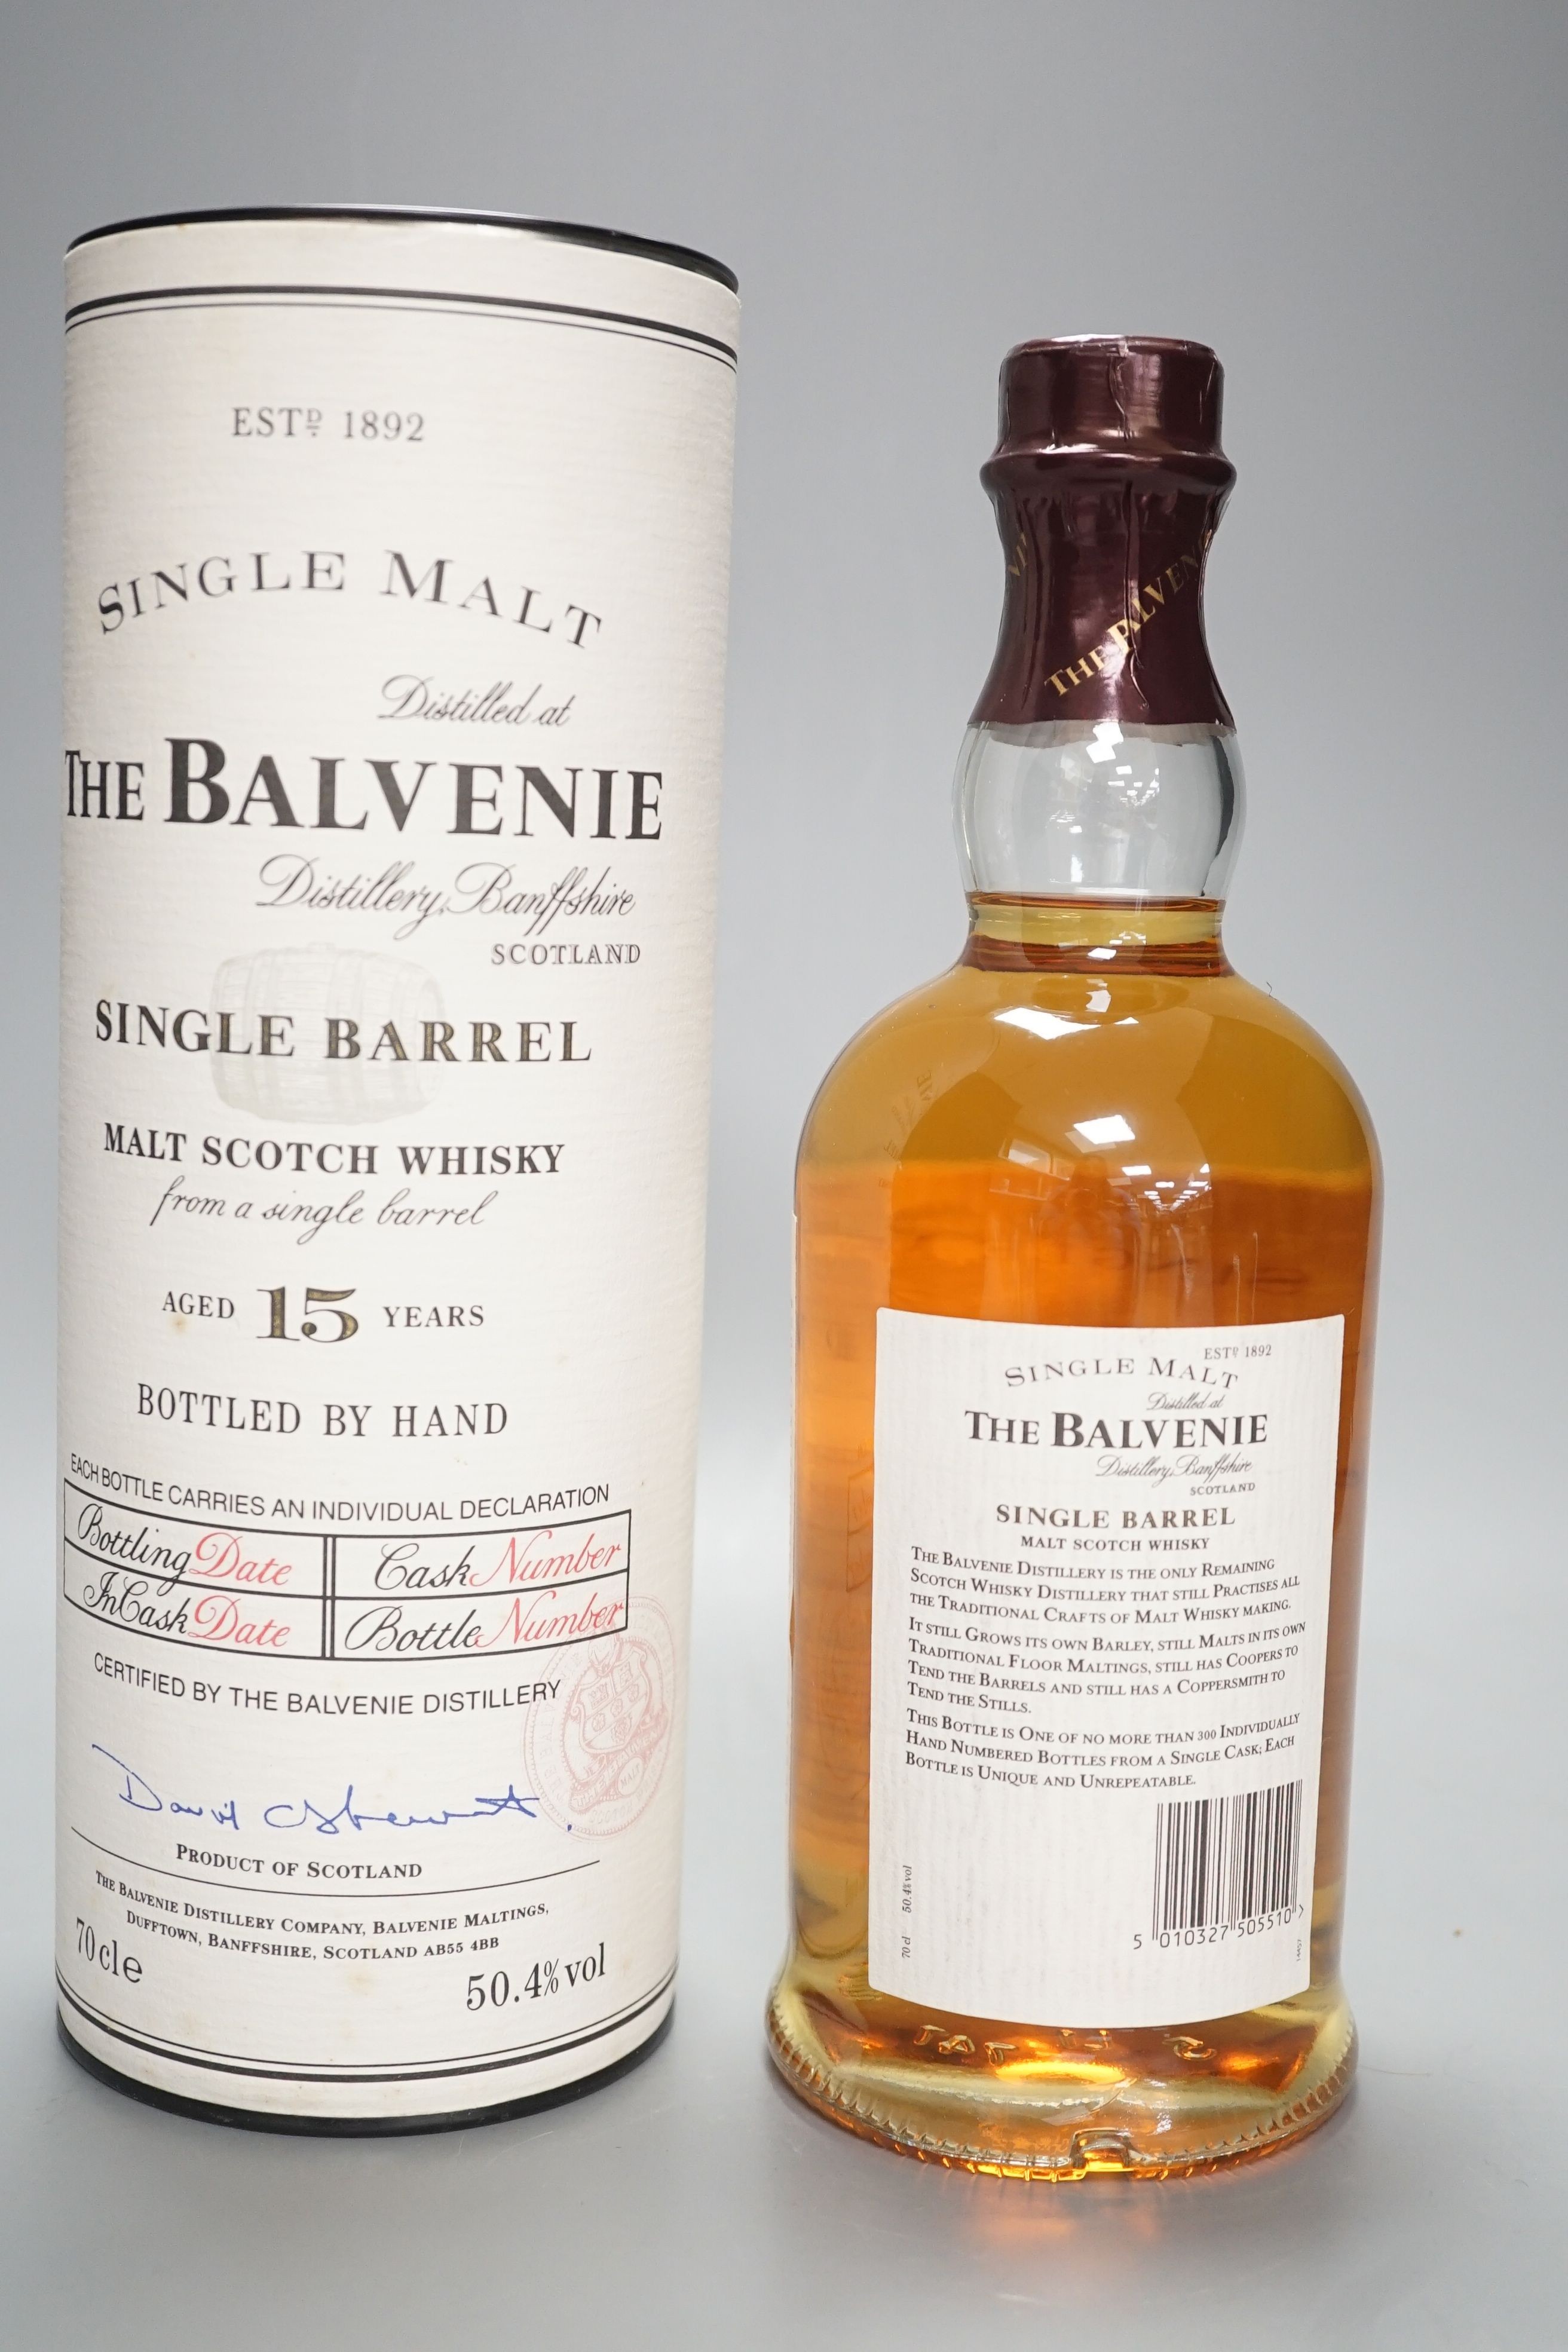 ESTD 1892
SINGLE MALT
Distilled at
THE BALVENIE
Distillery, Banffshire
SCOTLAND
SINGLE BARREL
MALT SCOTCH WHISKY
from a single barrel
AGED 15 YEARS
BOTTLED BY HAND
EACH BOTTLE CARRIES AN INDIVIDUAL DECLARATION
Bottling Date Cask Number
In Cask Date Bottle Number
CERTIFIED BY THE BALVENIE DISTILLERY
David C Stewart.
PRODUCT OF SCOTLAND
THE BALVENIE DISTILLERY COMPANY, BALVENIE MALTINGS,
DUFFTOWN, BANFFSHIRE, SCOTLAND AB55 4BB
70cl e 50.4% vol
THE BALVENIE
ESTD 1892
SINGLE MALT
Distilled at
THE BALVENIE
Distillery, Banffshire
SCOTLAND
SINGLE BARREL
MALT SCOTCH WHISKY
THE BALVENIE DISTILLERY IS THE ONLY REMAINING
SCOTCH WHISKY DISTILLERY THAT STILL PRACTISES ALL
THE TRADITIONAL CRAFTS OF MALT WHISKY MAKING.
IT STILL GROWS ITS OWN BARLEY, STILL MALTS IN ITS OWN
TRADITIONAL FLOOR MALTINGS, STILL HAS COOPERS TO
TEND THE BARRELS AND STILL HAS A COPPERSMITH TO
TEND THE STILLS.
THIS BOTTLE IS ONE OF NO MORE THAN 300 INDIVIDUALLY
HAND NUMBERED BOTTLES FROM A SINGLE CASK; EACH
BOTTLE IS UNIQUE AND UNREPEATABLE.
70 cl 50.4% vol
5 010327 505510 >